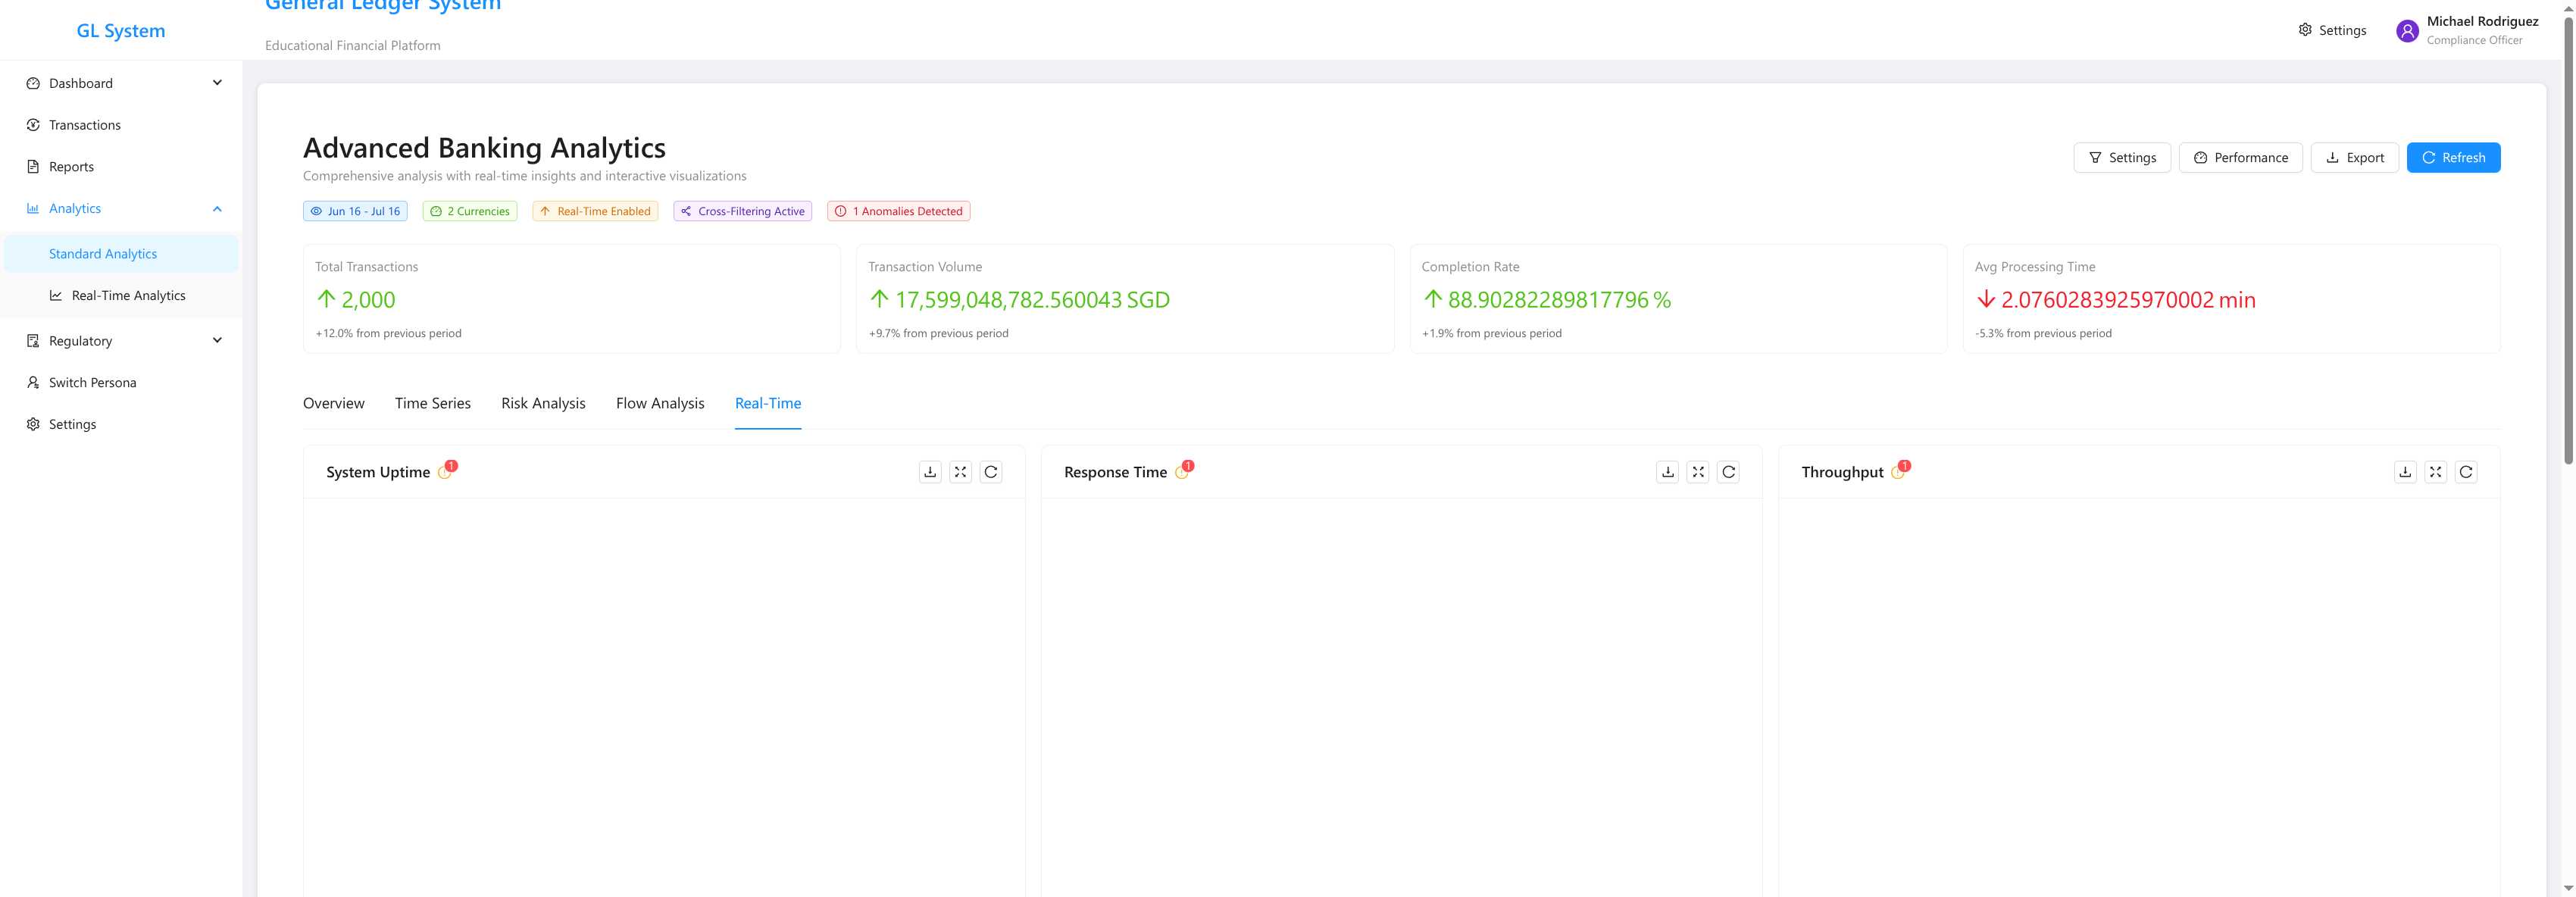 GL System
General Ledger System
Educational Financial Platform
Settings
Michael Rodriguez
Compliance Officer
Dashboard
Transactions
Reports
Analytics
Standard Analytics
Real-Time Analytics
Regulatory
Switch Persona
Settings
Advanced Banking Analytics
Comprehensive analysis with real-time insights and interactive visualizations
Settings
Performance
Export
Refresh
Jun 16 - Jul 16
2 Currencies
Real-Time Enabled
Cross-Filtering Active
1 Anomalies Detected
Total Transactions
2,000
+12.0% from previous period
Transaction Volume
17,599,048,782.560043 SGD
+9.7% from previous period
Completion Rate
88.90282289817796 %
+1.9% from previous period
Avg Processing Time
2.0760283925970002 min
-5.3% from previous period
Overview
Time Series
Risk Analysis
Flow Analysis
Real-Time
System Uptime
1
Response Time
1
Throughput
1